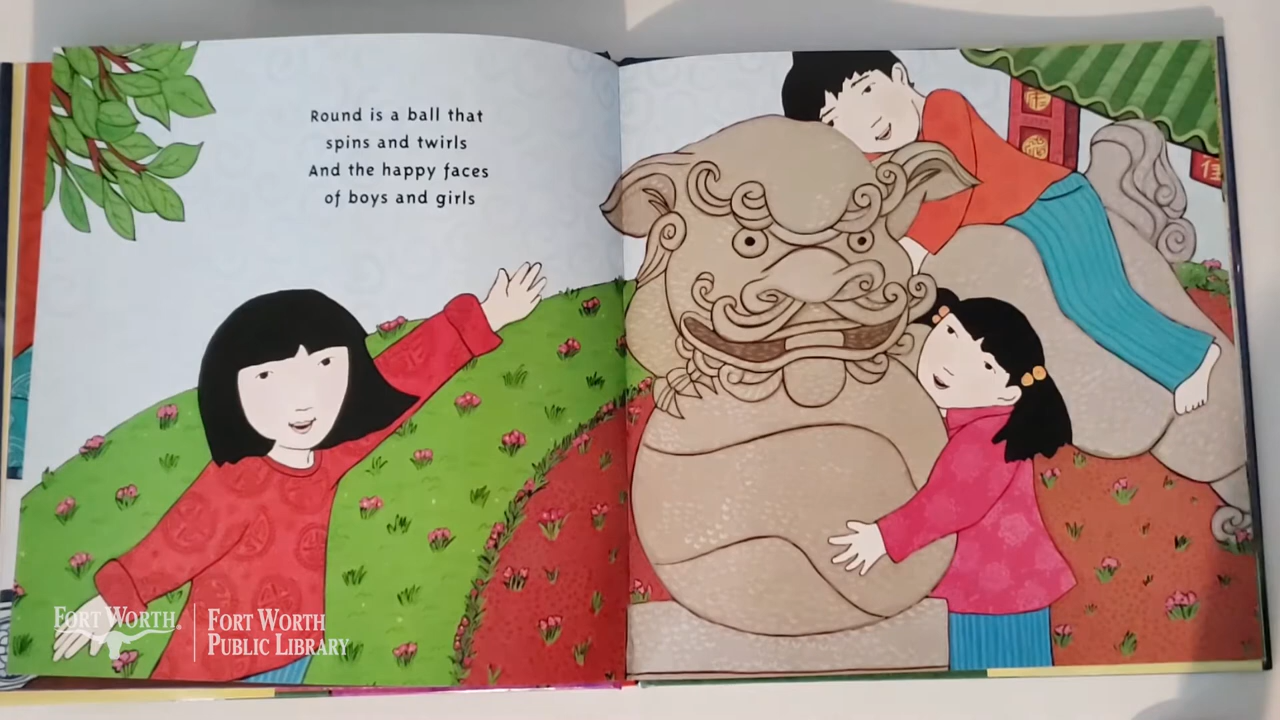 Round is a ball that
spins and twirls
And the happy faces
of boys and girls
FORT WORTH®
FORT WORTH
PUBLIC LIBRARY